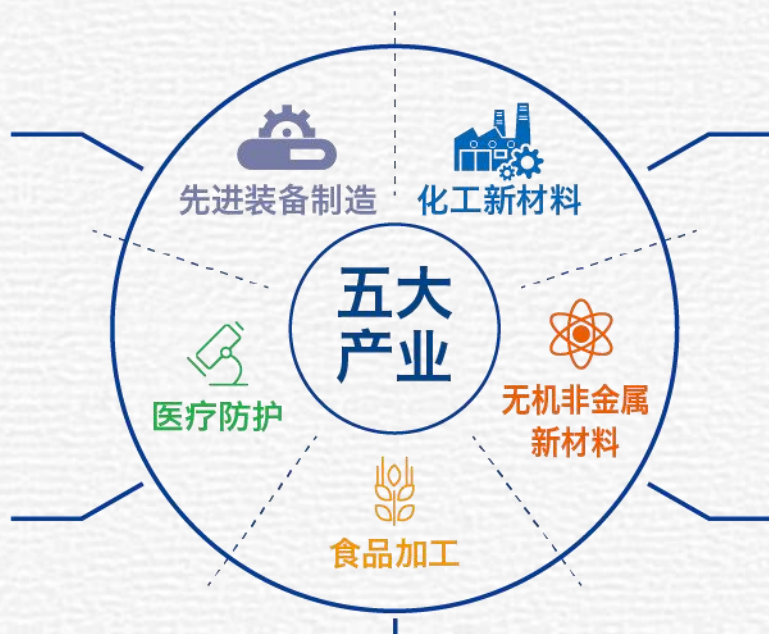 先进装备制造
化工新材料
五大
产业
医疗防护
无机非金属
新材料
食品加工